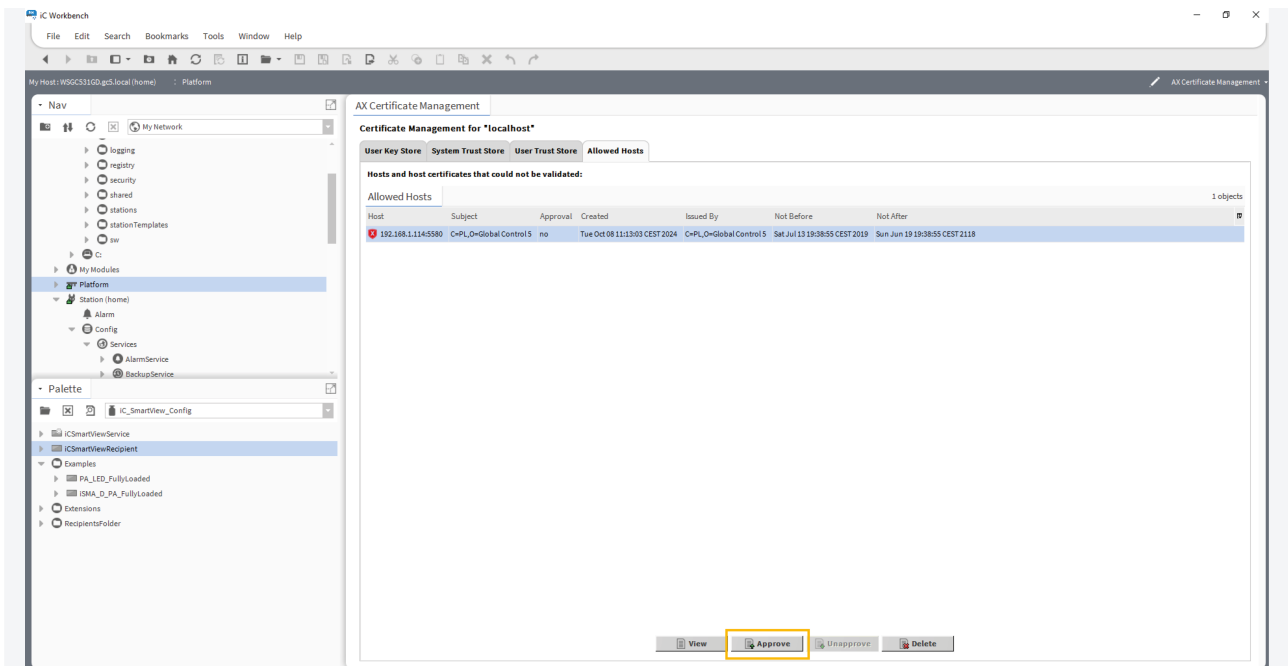 iC Workbench
File Edit Search Bookmarks Tools Window Help
My Host : WSGCS31GD.gc5.local (home) : Platform
AX Certificate Management
Nav
My Network
logging
registry
security
shared
stations
stationTemplates
sw
C:
My Modules
Platform
Station (home)
Alarm
Config
Services
AlarmService
BackupService
Palette
iC_SmartView_Config
iCSmartViewService
iCSmartViewRecipient
Examples
PA_LED_FullyLoaded
iSMA_D_PA_FullyLoaded
Extensions
RecipientsFolder
AX Certificate Management
Certificate Management for "localhost"
User Key Store System Trust Store User Trust Store Allowed Hosts
Hosts and host certificates that could not be validated:
Allowed Hosts 1 objects
Host Subject Approval Created Issued By Not Before Not After
192.168.1.114:5580 C=PL,O=Global Control 5 no Tue Oct 08 11:13:03 CEST 2024 C=PL,O=Global Control 5 Sat Jul 13 19:38:55 CEST 2019 Sun Jun 19 19:38:55 CEST 2118
View Approve Unapprove Delete